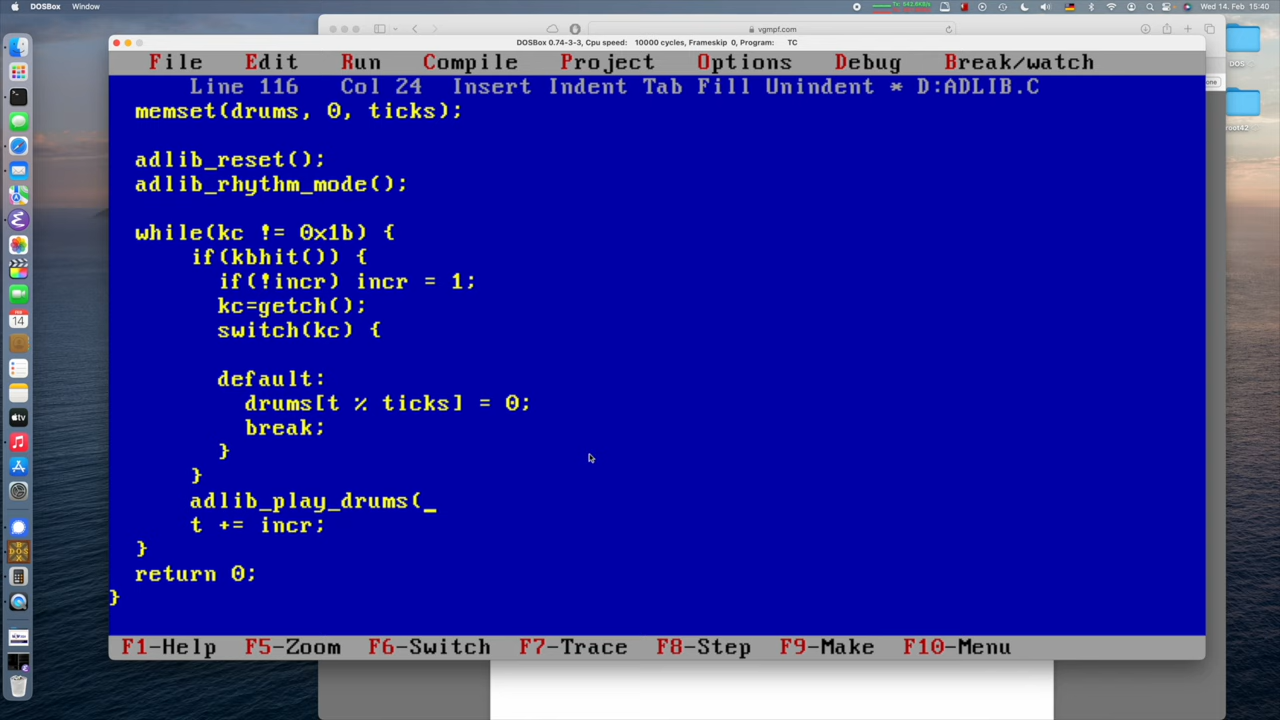 DOSBox Window Wed 14. Feb 15:40
vgmpf.com
DOSBox 0.74-3-3, Cpu speed: 10000 cycles, Frameskip 0, Program: TC
File Edit Run Compile Project Options Debug Break/watch
Line 116 Col 24 Insert Indent Tab Fill Unindent * D:ADLIB.C
memset(drums, 0, ticks);
adlib_reset();
adlib_rhythm_mode();
while(kc != 0x1b) {
if(kbhit()) {
if(!incr) incr = 1;
kc=getch();
switch(kc) {
default:
drums[t % ticks] = 0;
break;
}
}
adlib_play_drums(_
t += incr;
}
return 0;
}
F1-Help F5-Zoom F6-Switch F7-Trace F8-Step F9-Make F10-Menu